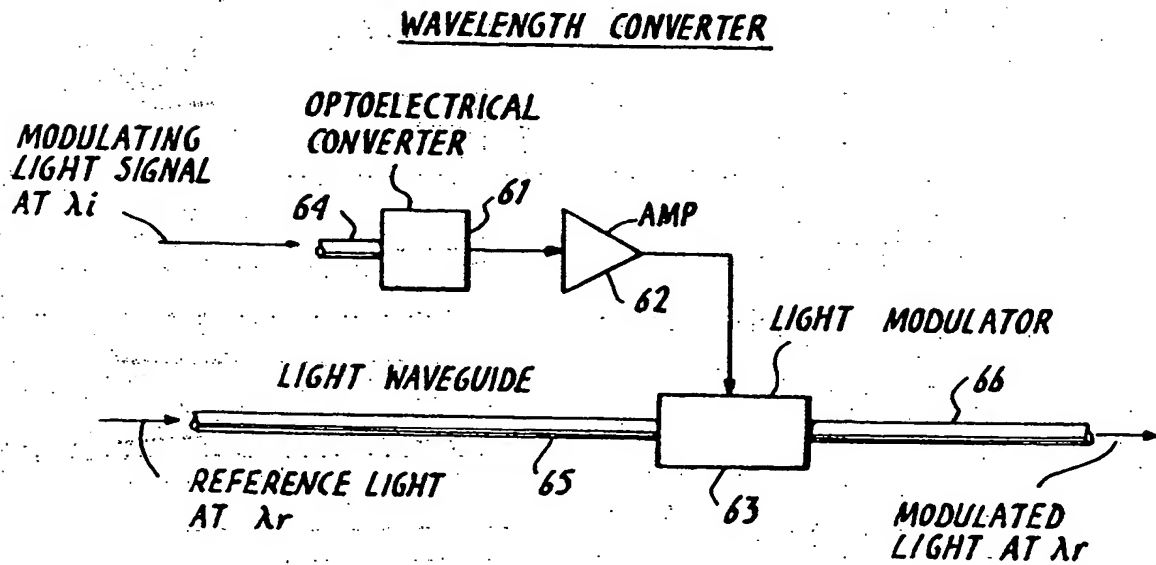 WAVELENGTH CONVERTER
OPTOELECTRICAL
CONVERTER
MODULATING
LIGHT SIGNAL
AT λi
64
61
AMP
62
LIGHT MODULATOR
LIGHT WAVEGUIDE
66
REFERENCE LIGHT
AT λr
65
63
MODULATED
LIGHT AT λr